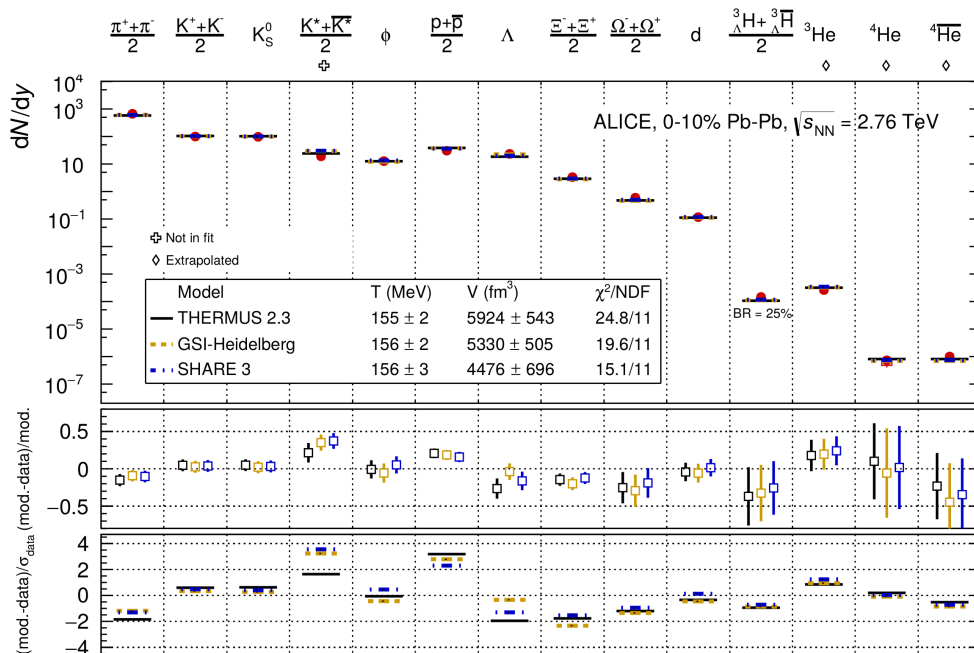 π⁺+π⁻ K⁺+K⁻ K⁰S K*+K̅* ϕ p+p̅ Λ Ξ⁻+Ξ̅⁺ Ω⁻+Ω̅⁺ d ³ΛH+³Λ̅H̅ ³He ⁴He ⁴H̅e̅
2 2 2 2 2 2 2
dN/dy
10⁴
10³
10
10⁻¹
10⁻³
10⁻⁵
10⁻⁷
ALICE, 0-10% Pb-Pb, √sNN = 2.76 TeV
Not in fit
Extrapolated
BR = 25%
Model T (MeV) V (fm³) χ²/NDF
THERMUS 2.3 155 ± 2 5924 ± 543 24.8/11
GSI-Heidelberg 156 ± 2 5330 ± 505 19.6/11
SHARE 3 156 ± 3 4476 ± 696 15.1/11
(mod.-data)/mod.
0.5
0
−0.5
(mod.-data)/σdata
4
2
0
−2
−4